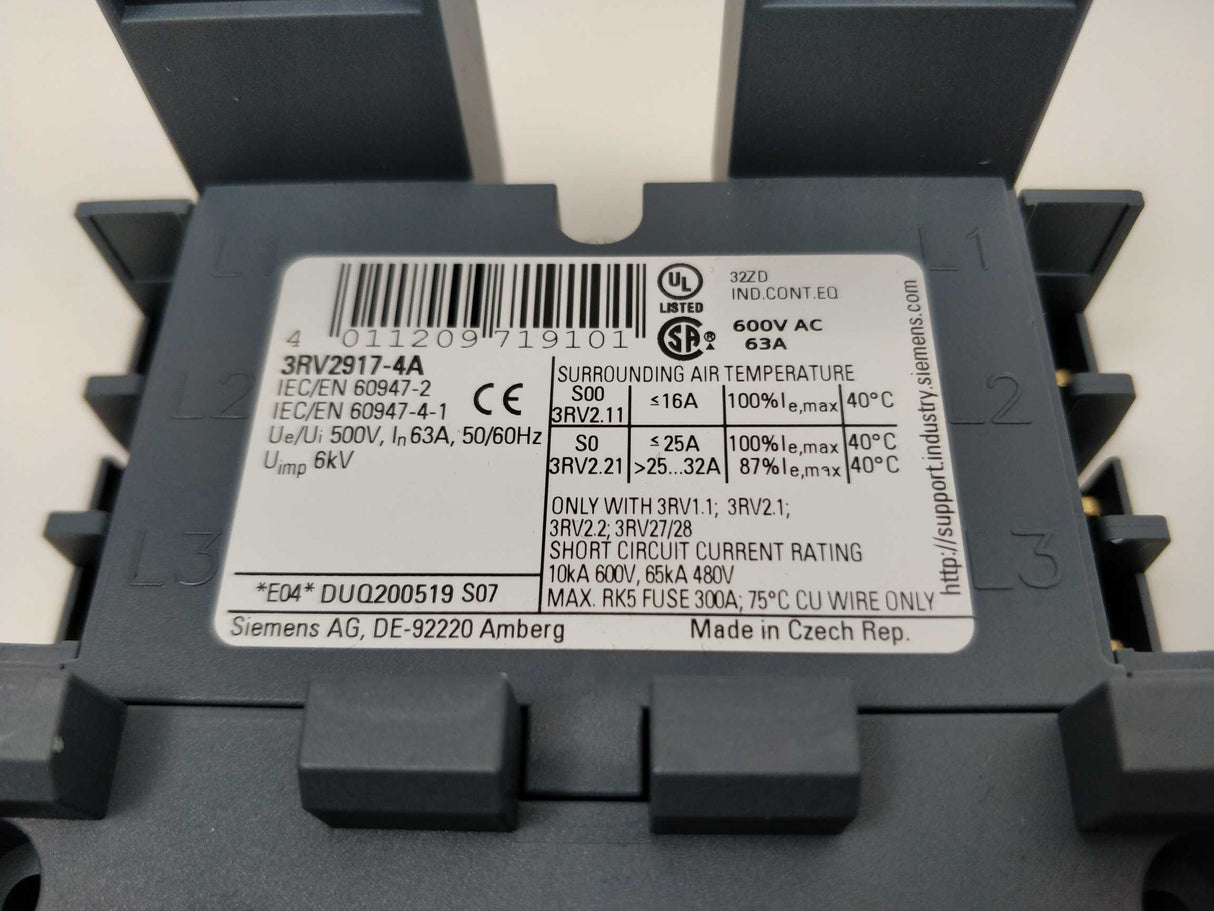 L1
L1
L2
L2
L3
L3
4 011209 719101
UL
LISTED
SA ®
32ZD
IND.CONT.EQ
600V AC
63A
3RV2917-4A
IEC/EN 60947-2
IEC/EN 60947-4-1
CE
Ue/Ui 500V, In 63A, 50/60Hz
Uimp 6kV
SURROUNDING AIR TEMPERATURE
S00
3RV2.11 ≤16A 100%Ie,max 40°C
S0 ≤25A 100%Ie,max 40°C
3RV2.21 >25...32A 87%Ie,max 40°C
ONLY WITH 3RV1.1; 3RV2.1;
3RV2.2; 3RV27/28
SHORT CIRCUIT CURRENT RATING
10kA 600V, 65kA 480V
MAX. RK5 FUSE 300A; 75°C CU WIRE ONLY
http://support.industry.siemens.com
*E04* DUQ200519 S07
Siemens AG, DE-92220 Amberg
Made in Czech Rep.